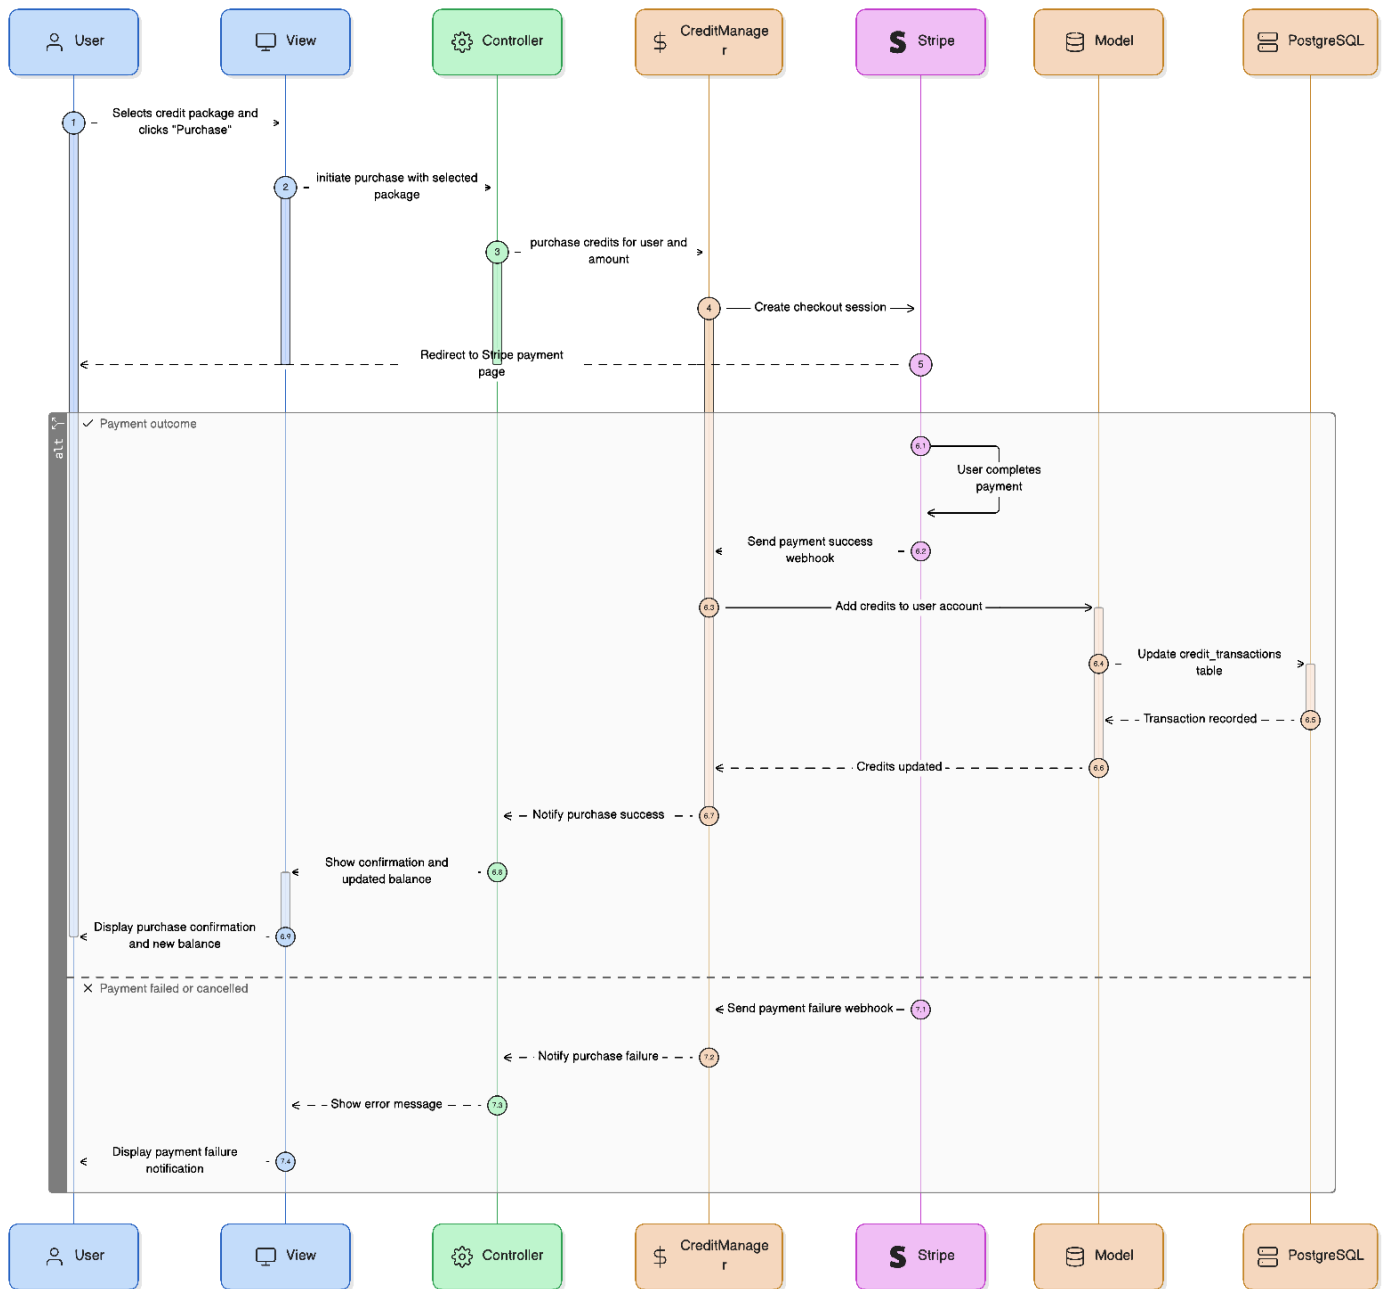 User
View
Controller
CreditManage
r
Stripe
Model
PostgreSQL
1
Selects credit package and
clicks "Purchase"
2
initiate purchase with selected
package
3
purchase credits for user and
amount
4
Create checkout session
Redirect to Stripe payment
page
5
alt
Payment outcome
6.1
User completes
payment
Send payment success
webhook
6.2
6.3
Add credits to user account
6.4
Update credit_transactions
table
Transaction recorded
6.5
Credits updated
6.6
Notify purchase success
6.7
Show confirmation and
updated balance
6.8
Display purchase confirmation
and new balance
6.9
Payment failed or cancelled
Send payment failure webhook
7.1
Notify purchase failure
7.2
Show error message
7.3
Display payment failure
notification
7.4
User
View
Controller
CreditManage
r
Stripe
Model
PostgreSQL